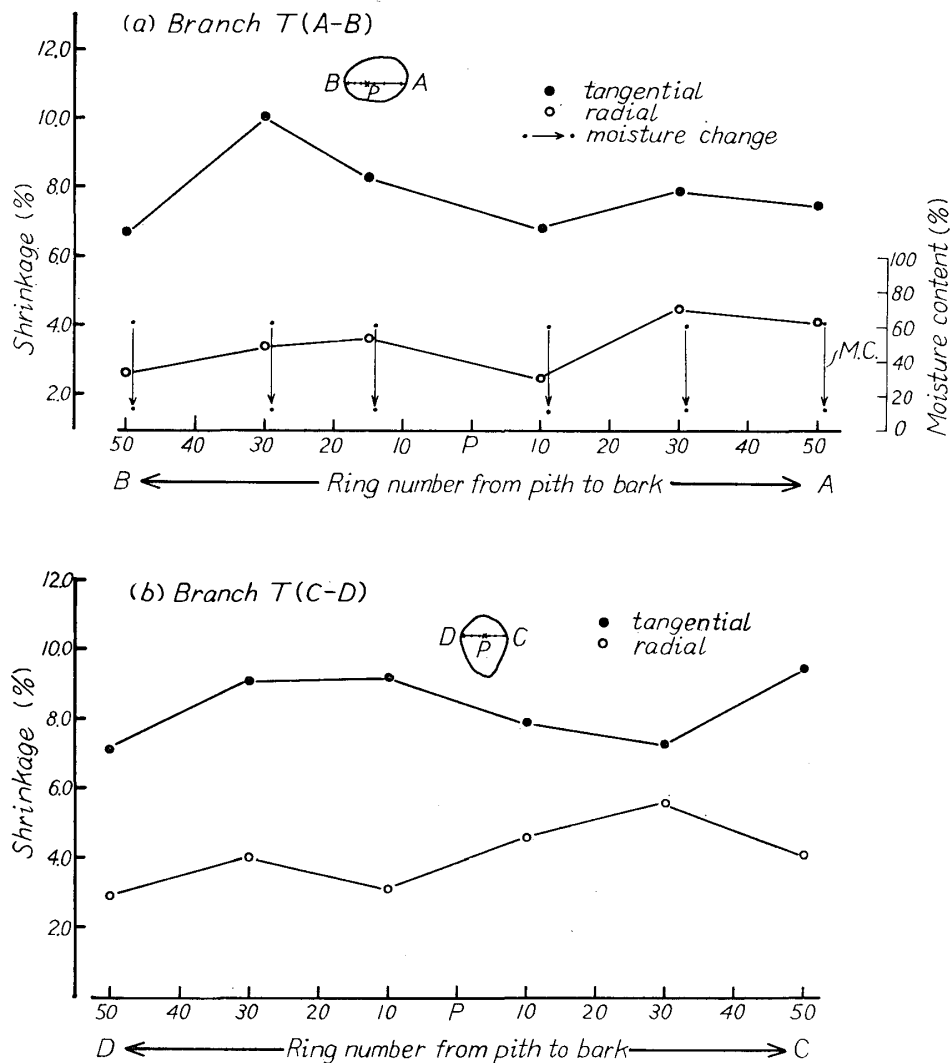 (a) Branch T(A-B)
12,0
10,0
8,0
6,0
4,0
2,0
Shrinkage (%)
B P A
● tangential
○ radial
moisture change
100
80
60
40
20
0
Moisture content (%)
M.C.
50 40 30 20 10 P 10 20 30 40 50
B Ring number from pith to bark A
(b) Branch T(C-D)
12,0
10,0
8,0
6,0
4,0
2,0
Shrinkage (%)
D P C
● tangential
○ radial
50 40 30 20 10 P 10 20 30 40 50
D Ring number from pith to bark C